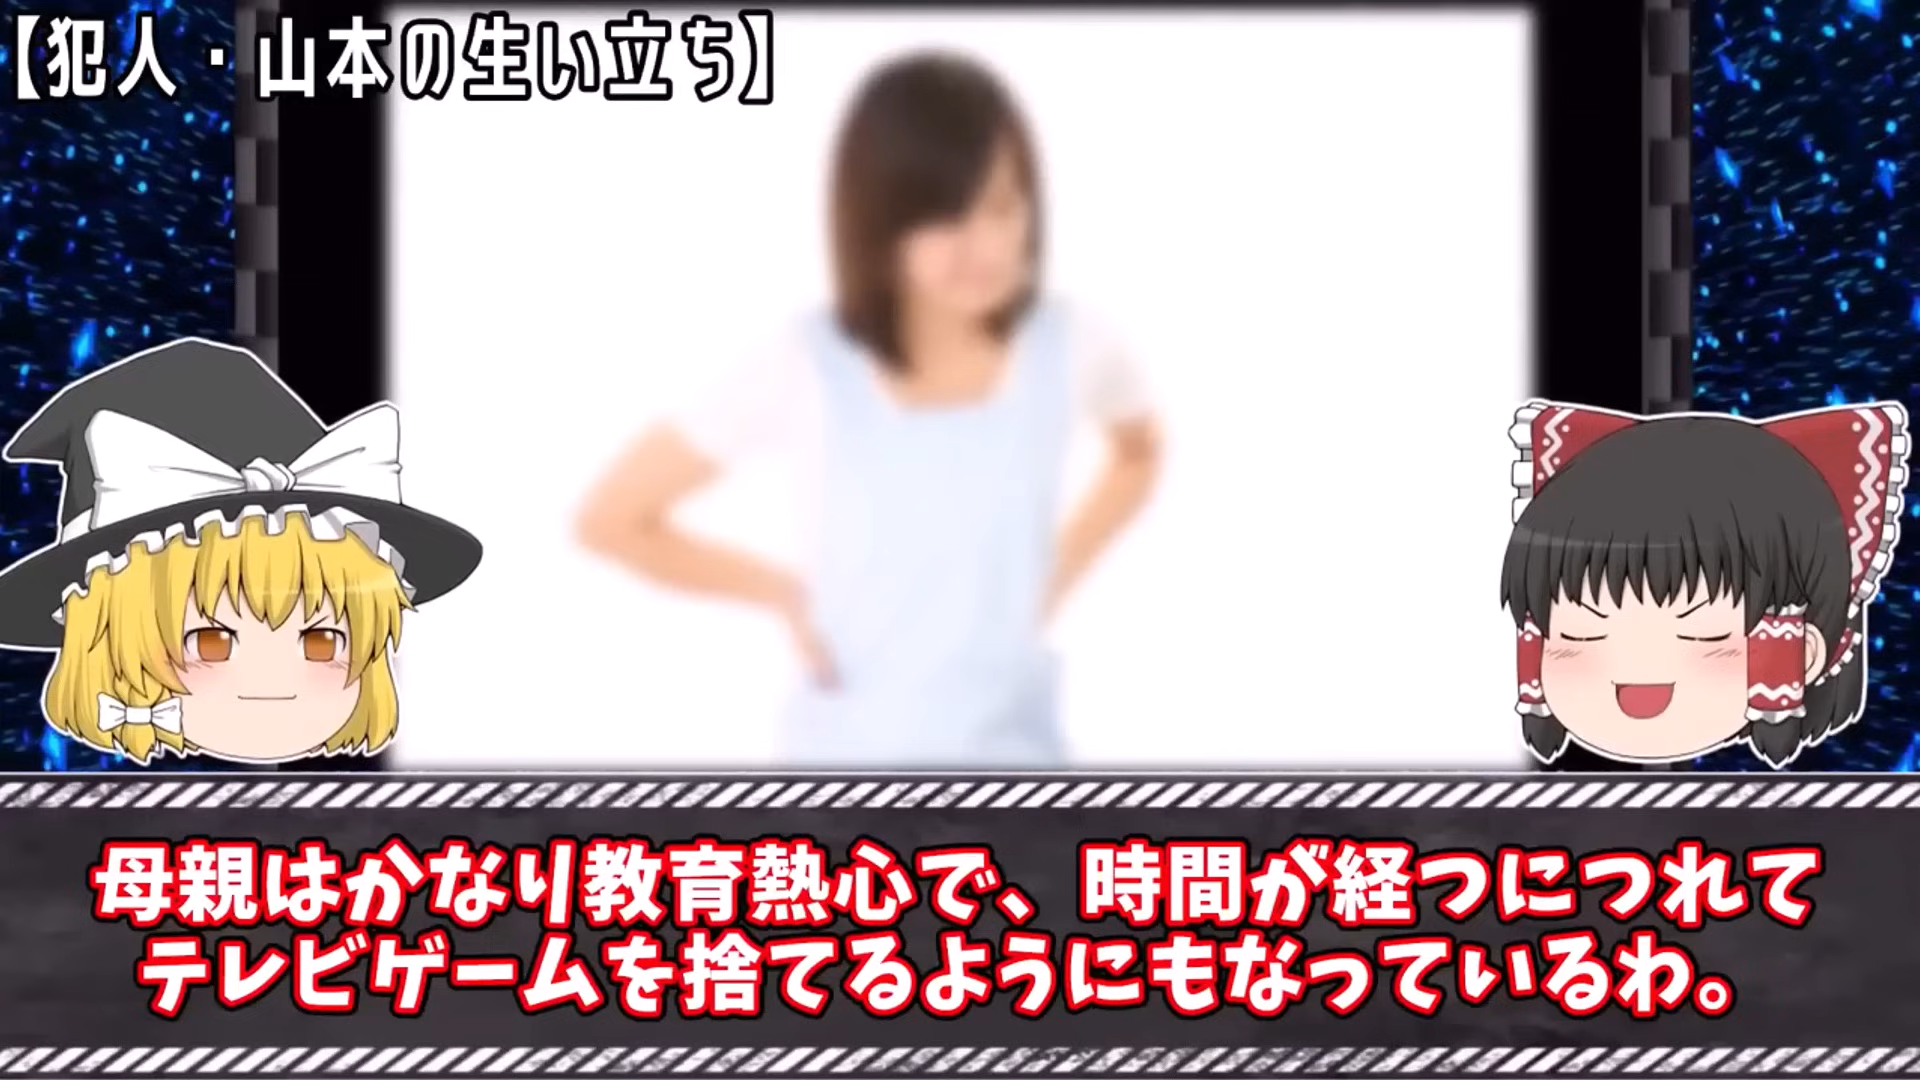 【犯人・山本の生い立ち】
母親はかなり教育熱心で、時間が経つにつれて
テレビゲームを捨てるようにもなっているわ。